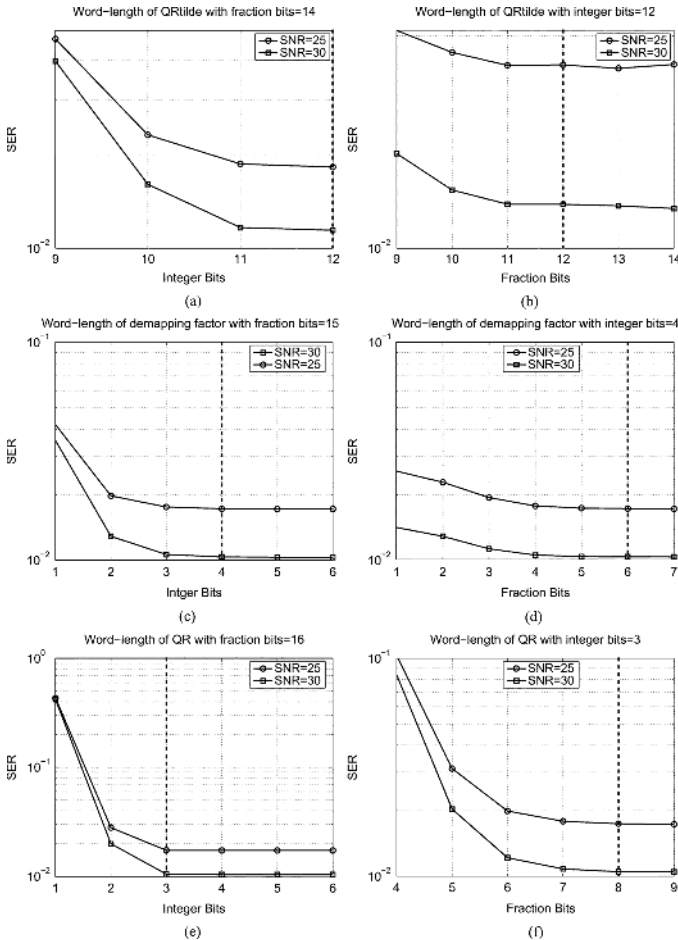 Word-length of QRtilde with fraction bits=14
SNR=25
SNR=30
SER
10^-2
9 10 11 12
Integer Bits
(a)
Word-length of QRtilde with integer bits=12
SNR=25
SNR=30
SER
10^-2
9 10 11 12 13 14
Fraction Bits
(b)
Word-length of demapping factor with fraction bits=15
10^-1
SNR=30
SNR=25
SER
10^-2
1 2 3 4 5 6
Intger Bits
(c)
Word-length of demapping factor with integer bits=4
10^-1
SNR=25
SNR=30
SER
10^-2
1 2 3 4 5 6 7
Fraction Bits
(d)
Word-length of QR with fraction bits=16
10^0
SNR=25
SNR=30
10^-1
SER
10^-2
1 2 3 4 5 6
Integer Bits
(e)
Word-length of QR with integer bits=3
10^-1
SNR=25
SNR=30
SER
10^-2
4 5 6 7 8 9
Fraction Bits
(f)